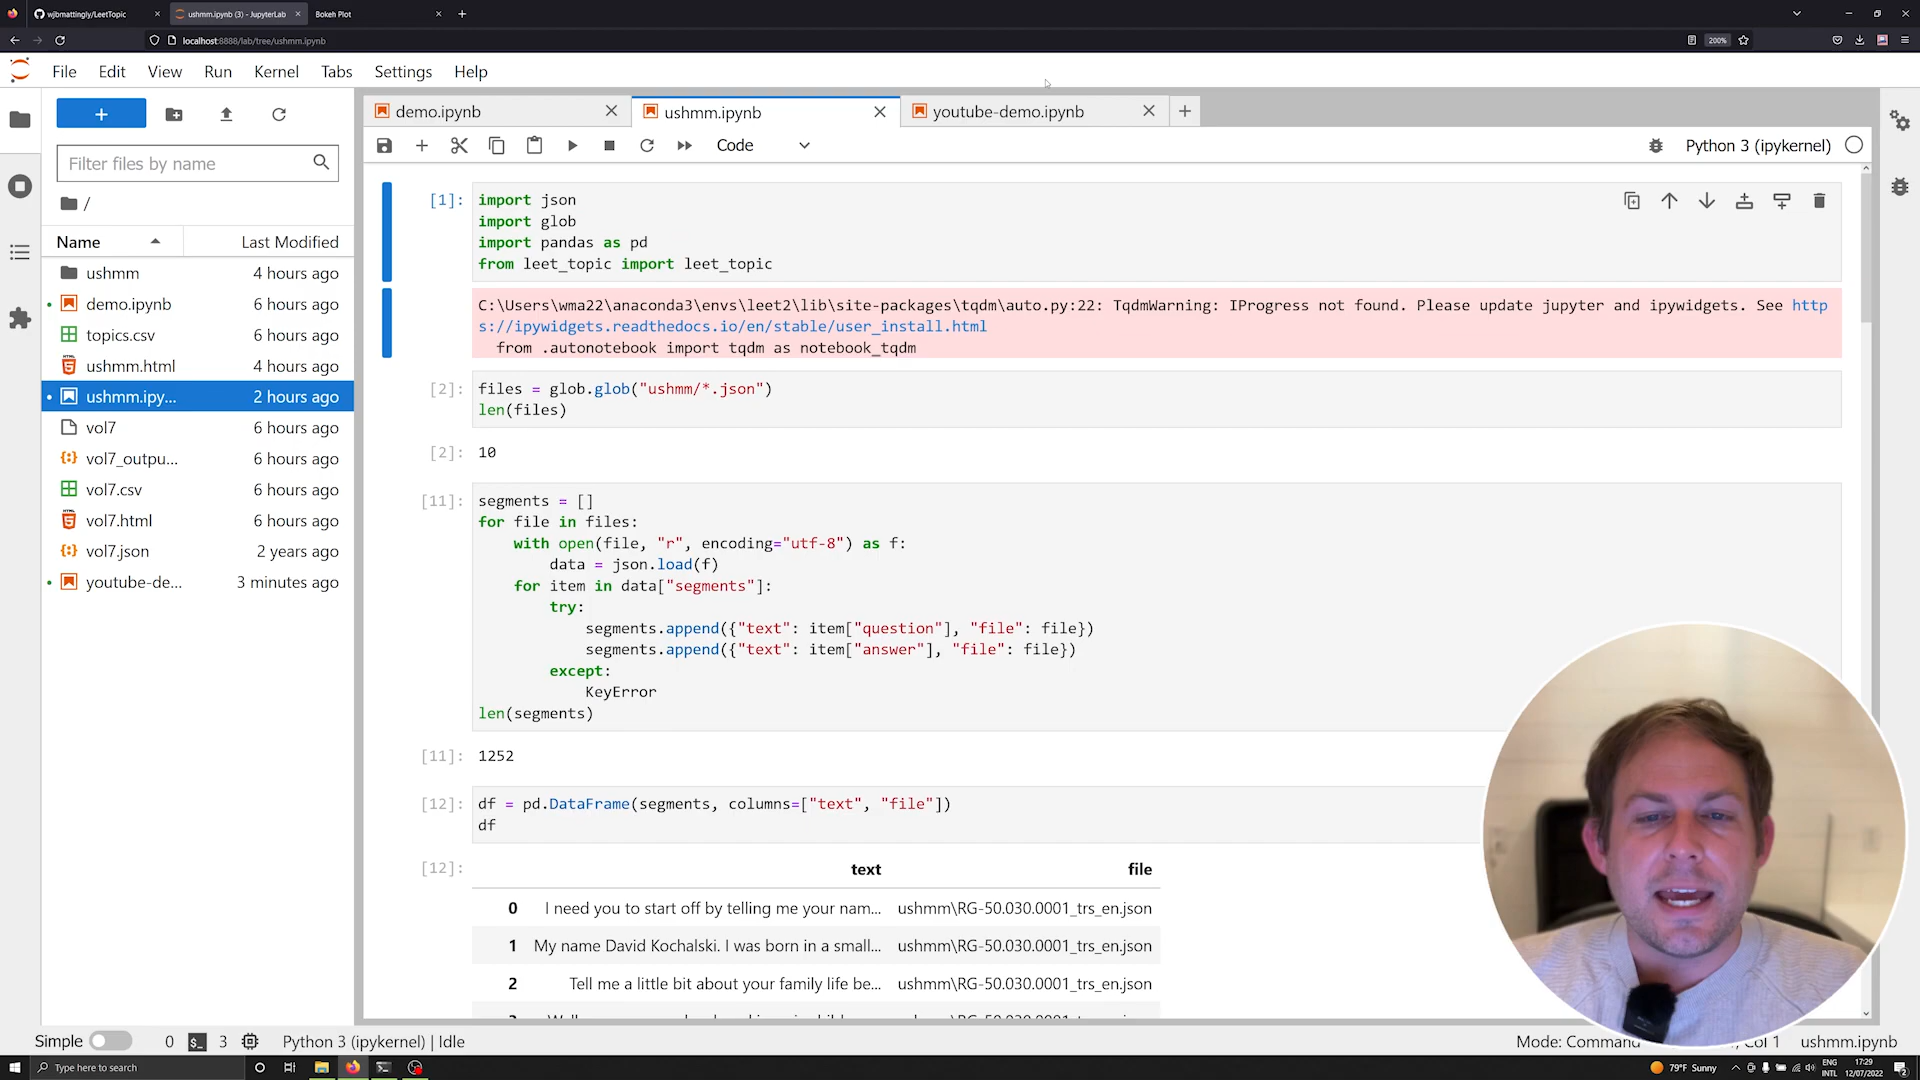 wjbmattingly/LeetTopic
ushmm.ipynb (3) - JupyterLab
Bokeh Plot
localhost:8888/lab/tree/ushmm.ipynb
200%
File Edit View Run Kernel Tabs Settings Help
demo.ipynb
ushmm.ipynb
youtube-demo.ipynb
Code
Python 3 (ipykernel)
Filter files by name
/
Name
Last Modified
ushmm 4 hours ago
demo.ipynb 6 hours ago
topics.csv 6 hours ago
ushmm.html 4 hours ago
ushmm.ipy... 2 hours ago
vol7 6 hours ago
vol7_outpu... 6 hours ago
vol7.csv 6 hours ago
vol7.html 6 hours ago
vol7.json 2 years ago
youtube-de... 3 minutes ago
[1]:
import json
import glob
import pandas as pd
from leet_topic import leet_topic
C:\Users\wma22\anaconda3\envs\leet2\lib\site-packages\tqdm\auto.py:22: TqdmWarning: IProgress not found. Please update jupyter and ipywidgets. See http
s://ipywidgets.readthedocs.io/en/stable/user_install.html
from .autonotebook import tqdm as notebook_tqdm
[2]:
files = glob.glob("ushmm/*.json")
len(files)
[2]:
10
[11]:
segments = []
for file in files:
with open(file, "r", encoding="utf-8") as f:
data = json.load(f)
for item in data["segments"]:
try:
segments.append({"text": item["question"], "file": file})
segments.append({"text": item["answer"], "file": file})
except:
KeyError
len(segments)
[11]:
1252
[12]:
df = pd.DataFrame(segments, columns=["text", "file"])
df
[12]:
text file
0 I need you to start off by telling me your nam... ushmm\RG-50.030.0001_trs_en.json
1 My name David Kochalski. I was born in a small... ushmm\RG-50.030.0001_trs_en.json
2 Tell me a little bit about your family life be... ushmm\RG-50.030.0001_trs_en.json
Simple
0
3
Python 3 (ipykernel) | Idle
Mode: Comman
Col 1
ushmm.ipynb
Type here to search
79°F Sunny
ENG
INTL
17:29
12/07/2022